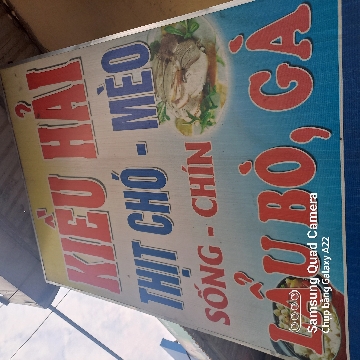 KIỀU HẢI
THỊT CHÓ - MÈO
SỐNG - CHÍN
LẨU BÒ, GÀ
Samsung Quad Camera
Chụp bằng Galaxy A22